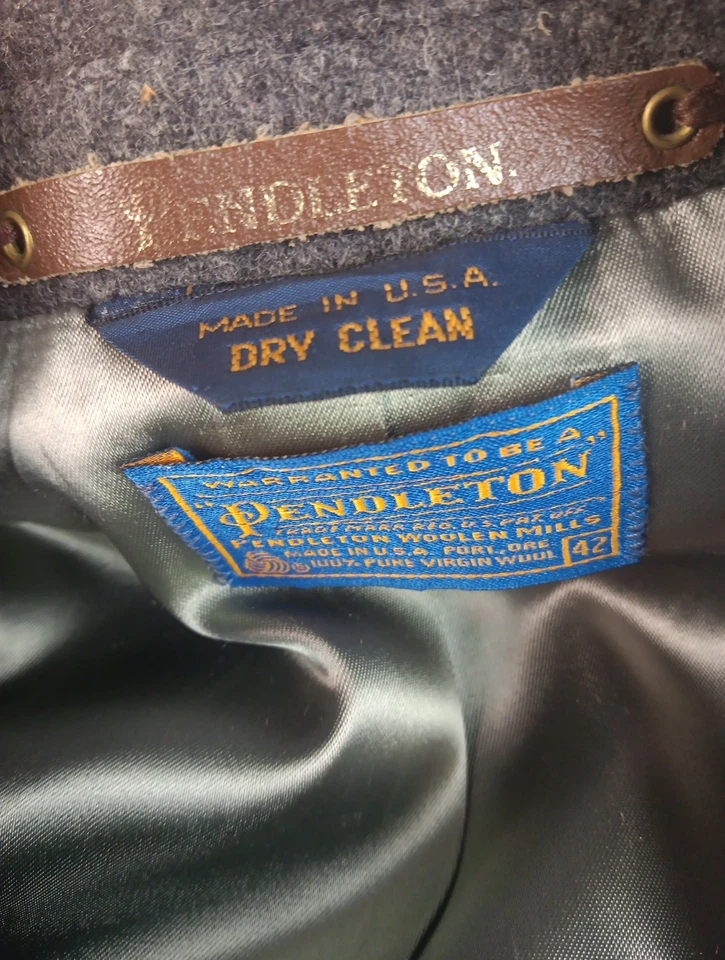 PENDLETON.
MADE IN U.S.A.
DRY CLEAN
WARRANTED TO BE A,,
"PENDLETON"
TRADE MARK REG. U.S. PAT. OFF.
PENDLETON WOOLEN MILLS
MADE IN U.S.A. PORT., ORE
® 100% PURE VIRGIN WOOL
42